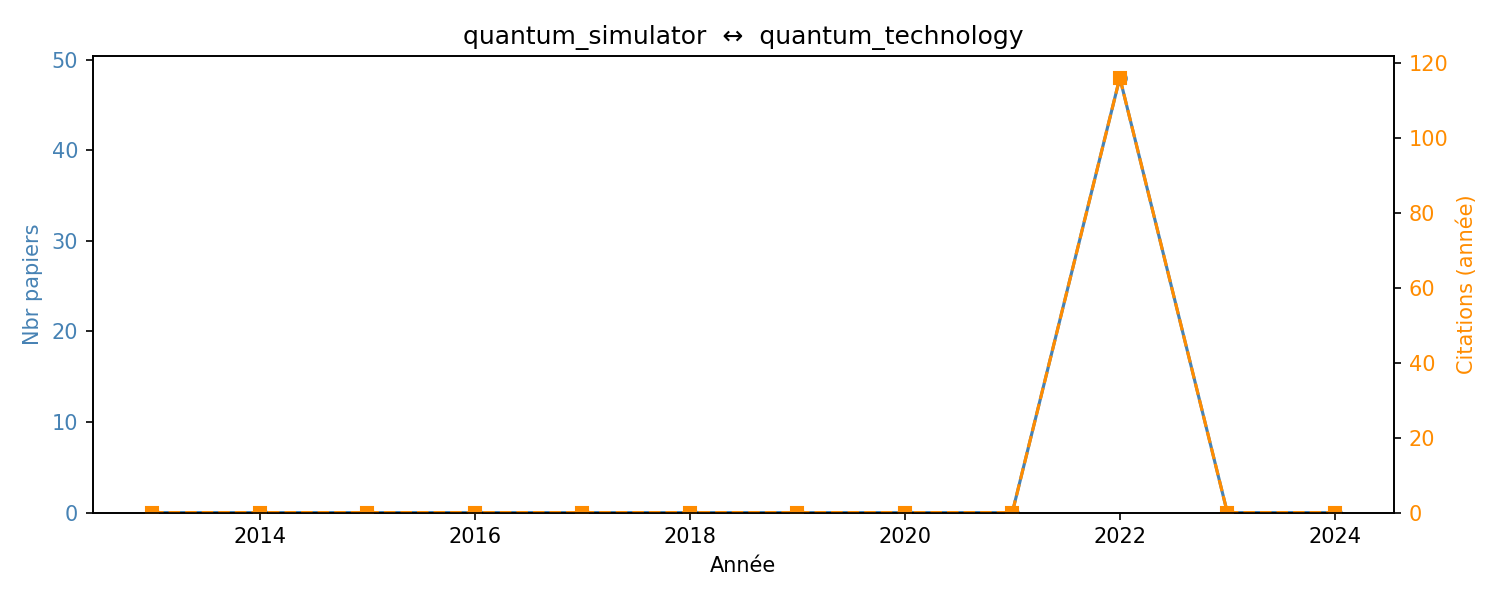 quantum_simulator ↔ quantum_technology
50
40
30
20
10
0
Nbr papiers
120
100
80
60
40
20
0
Citations (année)
2014 2016 2018 2020 2022 2024
Année